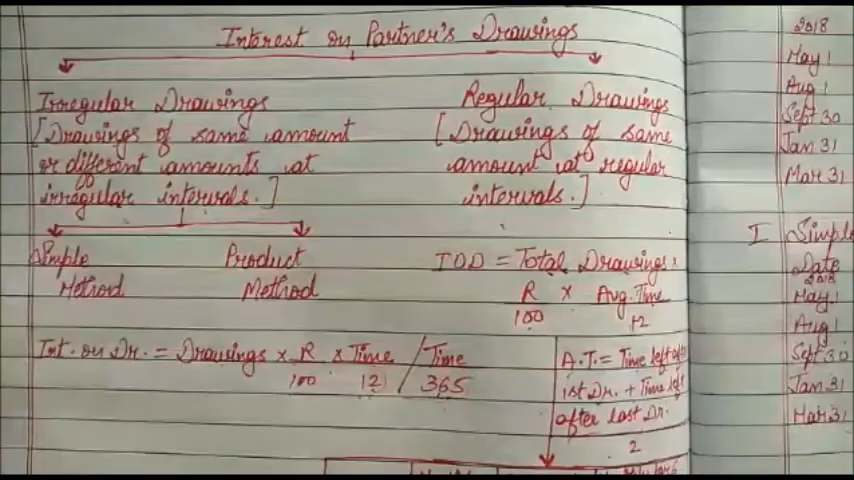 Interest on Partner's Drawings
Irregular Drawings
[Drawings of same amount
or different amounts at
irregular intervals.]
Regular Drawings
[Drawings of same
amount at regular
intervals.]
Simple
Method
Product
Method
IOD = Total Drawings ×
R × Avg. Time
100 12
Int. on Dr. = Drawings × R × Time / Time
100 12 365
A.T. = Time left after
1st Dr. + Time left
after last Dr.
2
2018
May 1
Aug 1
Sept 30
Jan 31
Mar 31
I Simple
Date
2018
May 1
Aug 1
Sept 30
Jan 31
Mar 31